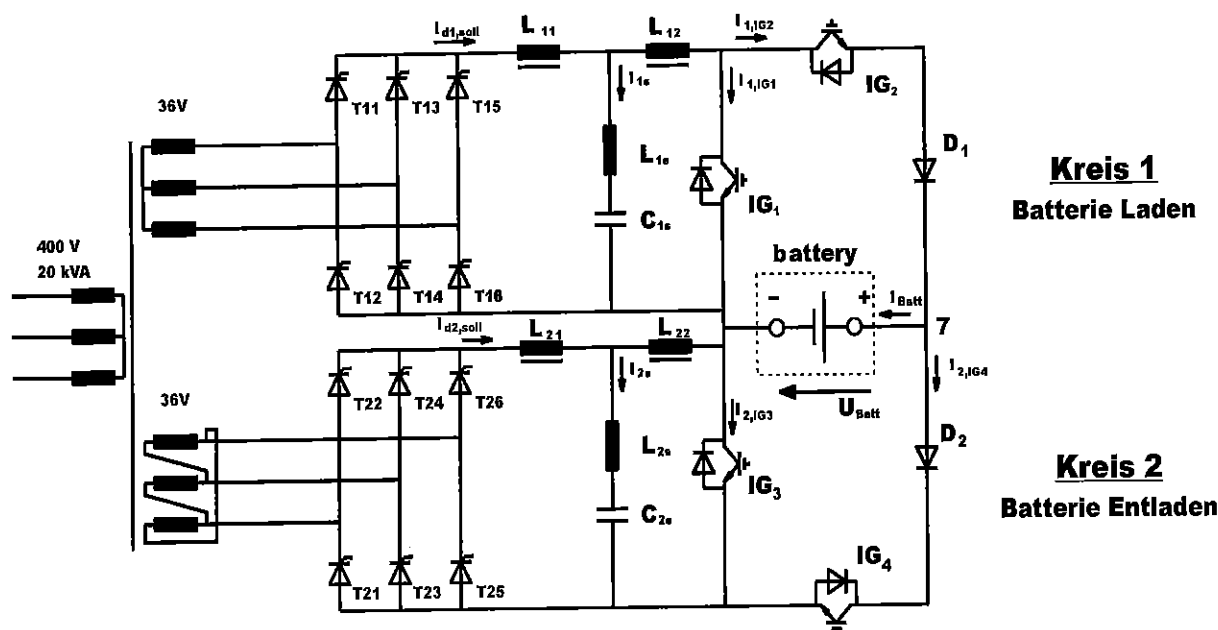 I d1,soll
L 11
L 12
I 1,IG2
IG2
36V
T11
T13
T15
I 1s
I 1,IG1
L 1s
C 1s
IG1
D1
Kreis 1
Batterie Laden
400 V
20 kVA
T12
T14
T16
battery
- +
I Batt
7
I d2,soll
L 21
L 22
I 2s
I 2,IG4
U Batt
36V
T22
T24
T26
I 2,IG3
L 2s
C 2s
IG3
D2
Kreis 2
Batterie Entladen
T21
T23
T25
IG4